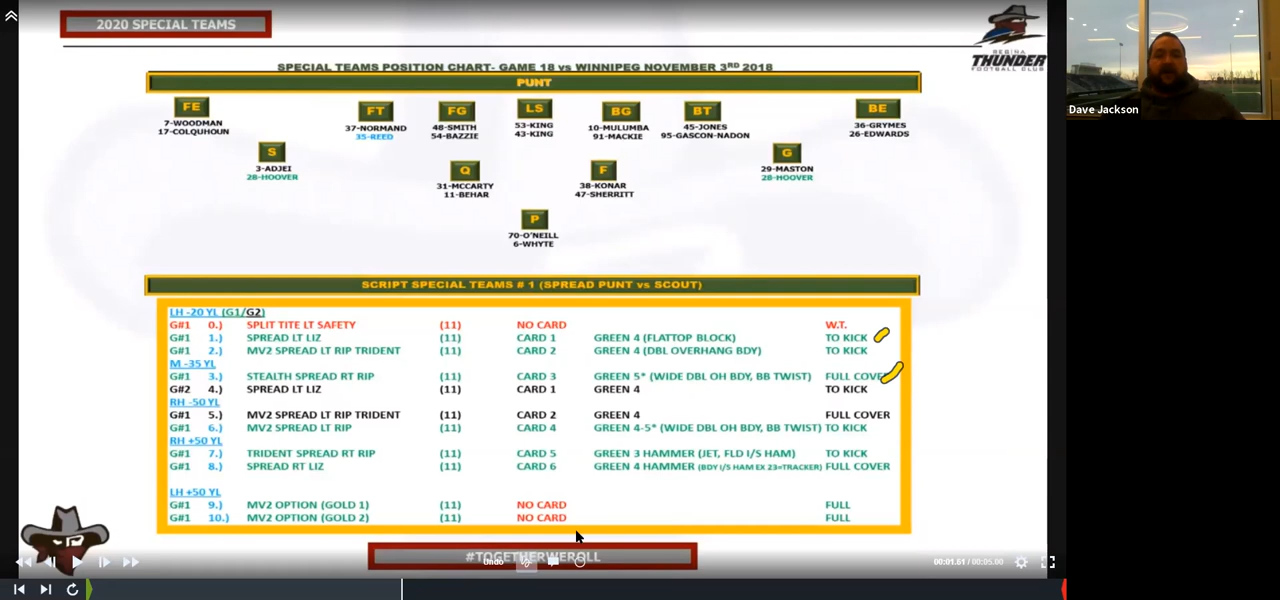 2020 SPECIAL TEAMS
REGINA
THUNDER
FOOTBALL CLUB
Dave Jackson
SPECIAL TEAMS POSITION CHART- GAME 18 vs WINNIPEG NOVEMBER 3RD 2018
PUNT
FE FT FG LS BG BT BE
7-WOODMAN 37-NORMAND 48-SMITH 53-KING 10-MULUMBA 45-JONES 36-GRYMES
17-COLQUHOUN 35-REED 54-BAZZIE 43-KING 91-MACKIE 95-GASCON-NADON 26-EDWARDS
S G
3-ADJEI 29-MASTON
28-HOOVER 28-HOOVER
Q F
31-MCCARTY 38-KONAR
11-BEHAR 47-SHERRITT
P
70-O'NEILL
6-WHYTE
SCRIPT SPECIAL TEAMS # 1 (SPREAD PUNT vs SCOUT)
LH -20 YL (G1/G2)
G#1 0.) SPLIT TITE LT SAFETY (11) NO CARD W.T.
G#1 1.) SPREAD LT LIZ (11) CARD 1 GREEN 4 (FLATTOP BLOCK) TO KICK
G#1 2.) MV2 SPREAD LT RIP TRIDENT (11) CARD 2 GREEN 4 (DBL OVERHANG BDY) TO KICK
M -35 YL
G#1 3.) STEALTH SPREAD RT RIP (11) CARD 3 GREEN 5* (WIDE DBL OH BDY, BB TWIST) FULL COVER
G#2 4.) SPREAD LT LIZ (11) CARD 1 GREEN 4 TO KICK
RH -50 YL
G#1 5.) MV2 SPREAD LT RIP TRIDENT (11) CARD 2 GREEN 4 FULL COVER
G#1 6.) MV2 SPREAD LT RIP (11) CARD 4 GREEN 4-5* (WIDE DBL OH BDY, BB TWIST) TO KICK
RH +50 YL
G#1 7.) TRIDENT SPREAD RT RIP (11) CARD 5 GREEN 3 HAMMER (JET, FLD I/S HAM) TO KICK
G#1 8.) SPREAD RT LIZ (11) CARD 6 GREEN 4 HAMMER (BDY I/S HAM EX 23=TRACKER) FULL COVER
LH +50 YL
G#1 9.) MV2 OPTION (GOLD 1) (11) NO CARD FULL
G#1 10.) MV2 OPTION (GOLD 2) (11) NO CARD FULL
#TOGETHERWEROLL
Undo
00:01.61 / 00:05.00